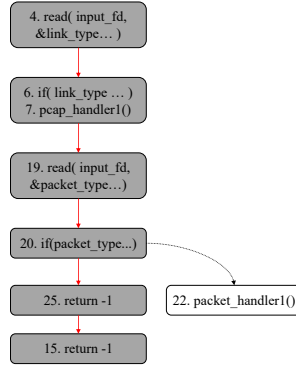 4. read( input_fd,
&link_type… )
6. if( link_type … )
7. pcap_handler1()
19. read( input_fd,
&packet_type…)
20. if(packet_type...)
25. return -1
22. packet_handler1()
15. return -1